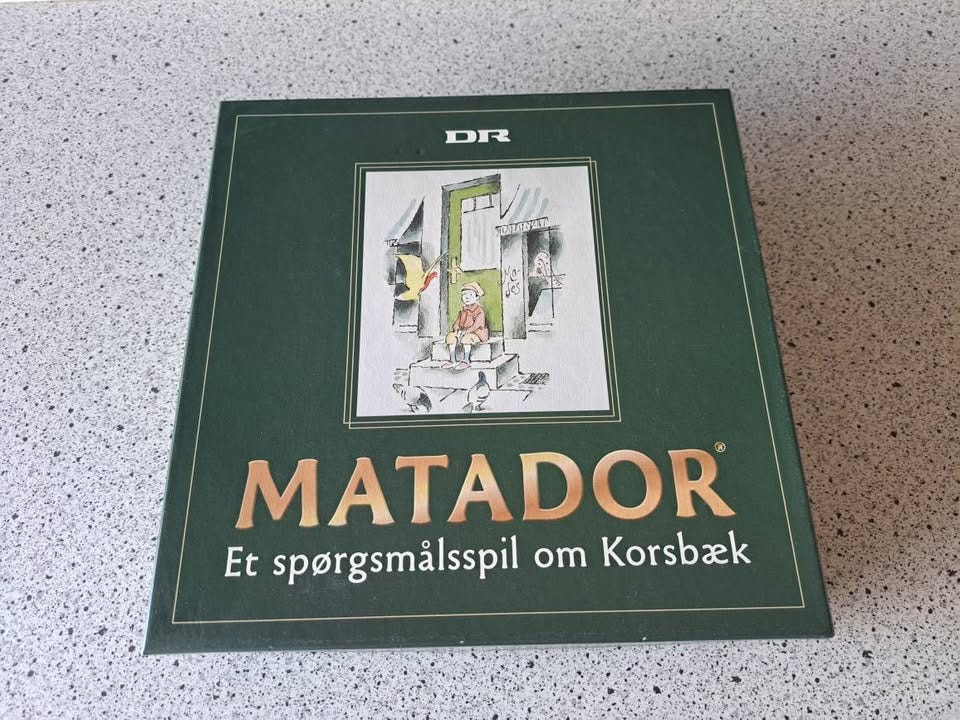 DR
MATADOR®
Et spørgsmålsspil om Korsbæk